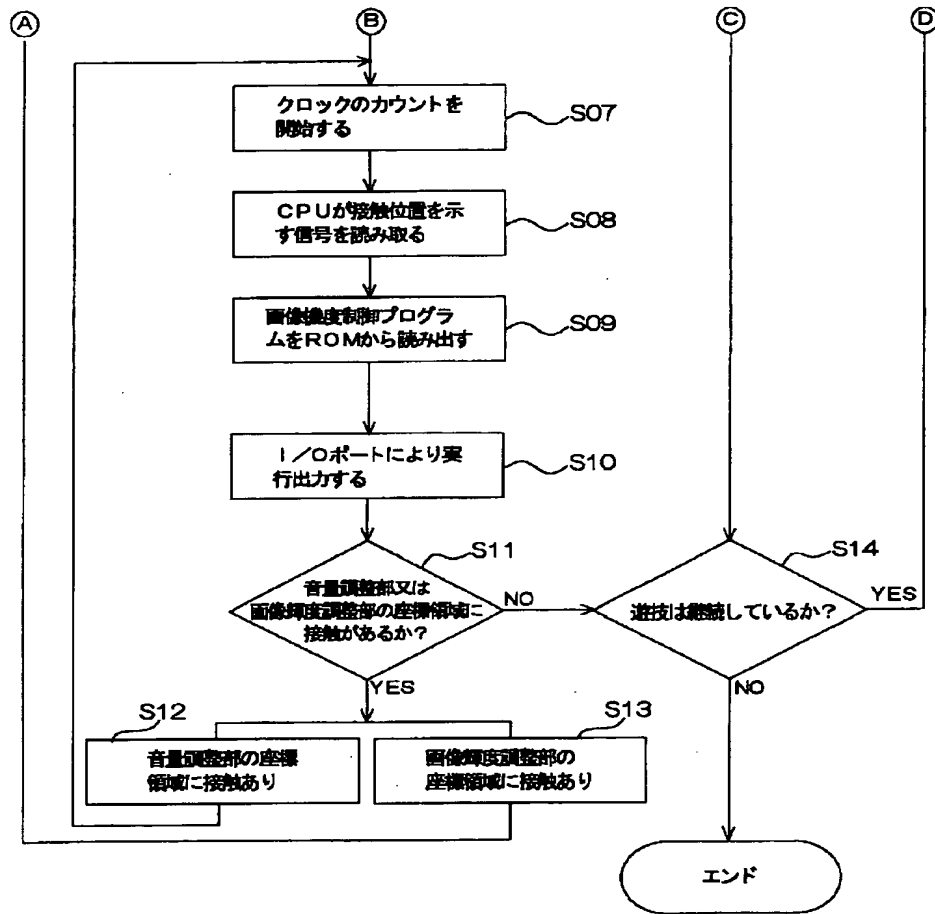 A
B
C
D
クロックのカウントを
開始する
S07
CPUが接触位置を示
す信号を読み取る
S08
画像輝度制御プログラ
ムをROMから読み出す
S09
I/Oポートにより実
行出力する
S10
S11
音量調整部又は
画像輝度調整部の座標領域に
接触があるか?
NO
YES
S14
遊技は継続しているか?
YES
NO
S12
音量調整部の座標
領域に接触あり
S13
画像輝度調整部の
座標領域に接触あり
エンド